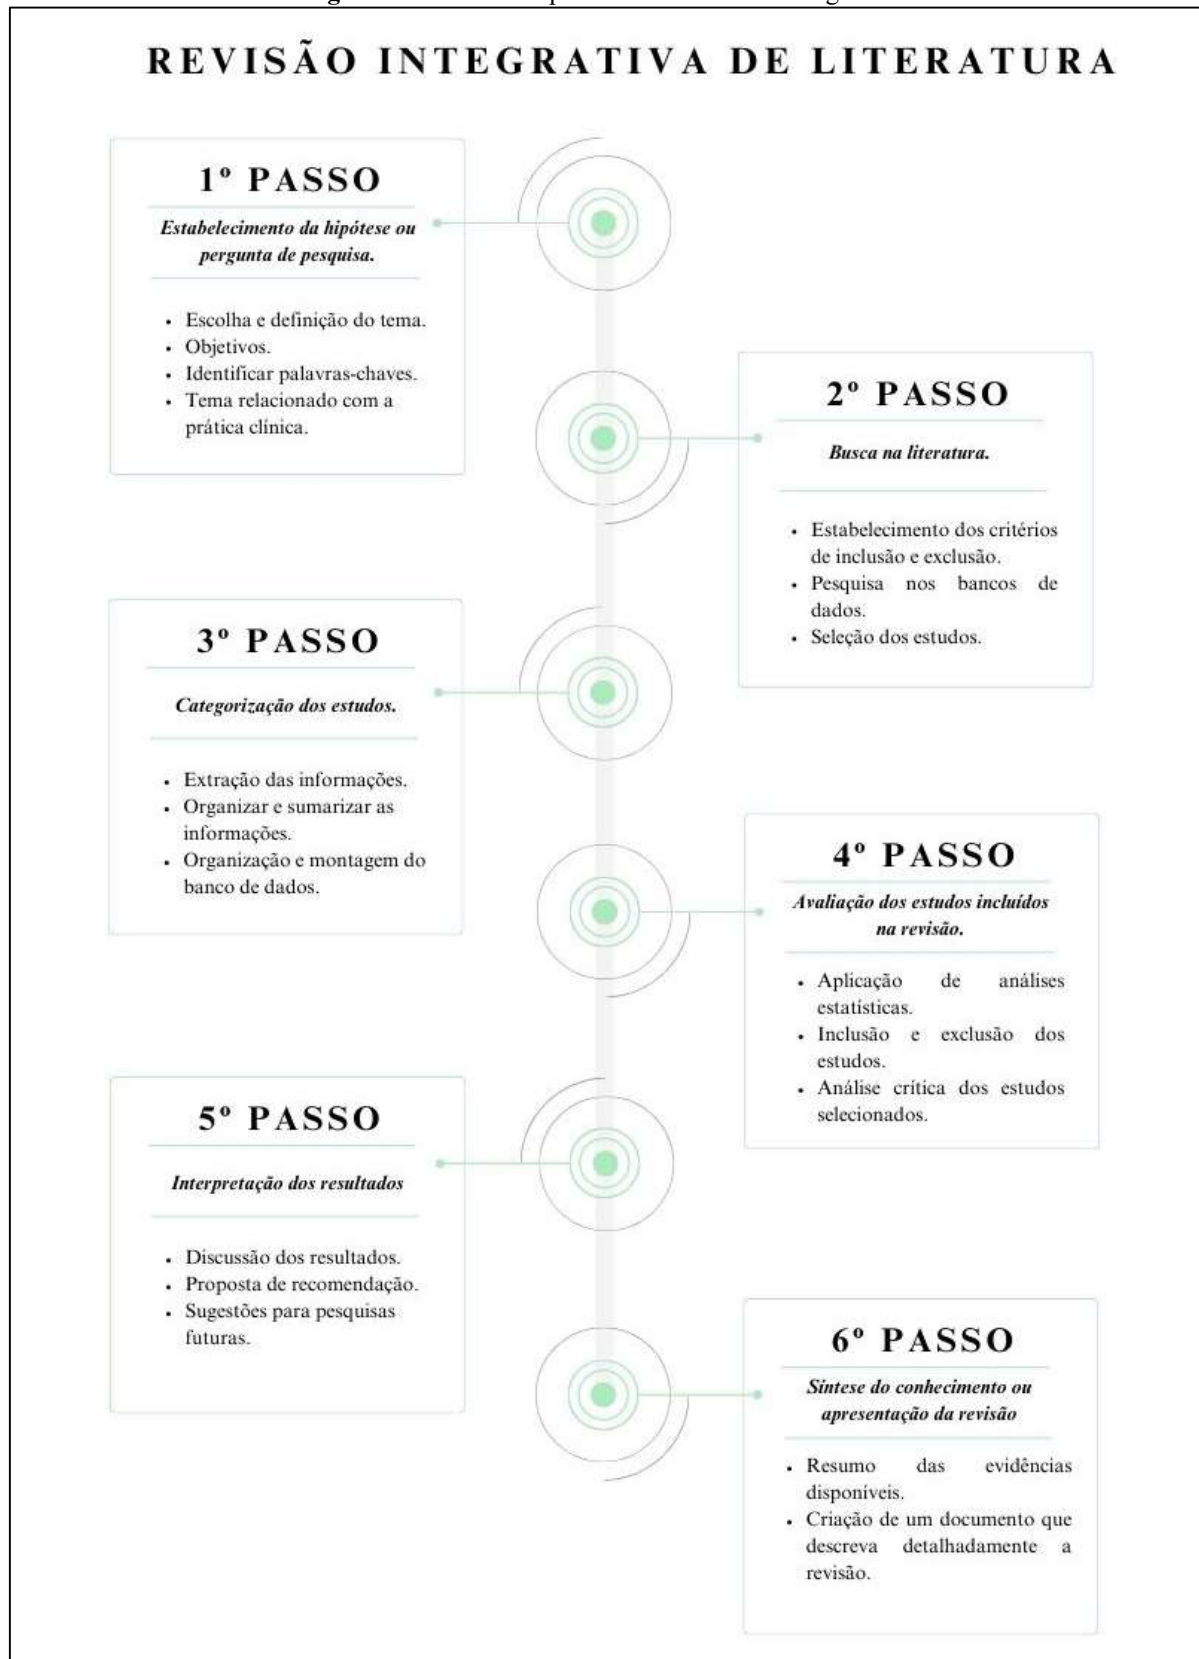 REVISÃO INTEGRATIVA DE LITERATURA
1º PASSO
Estabelecimento da hipótese ou
pergunta de pesquisa.
• Escolha e definição do tema.
• Objetivos.
• Identificar palavras-chaves.
• Tema relacionado com a
prática clínica.
2º PASSO
Busca na literatura.
• Estabelecimento dos critérios
de inclusão e exclusão.
• Pesquisa nos bancos de
dados.
• Seleção dos estudos.
3º PASSO
Categorização dos estudos.
• Extração das informações.
• Organizar e sumarizar as
informações.
• Organização e montagem do
banco de dados.
4º PASSO
Avaliação dos estudos incluídos
na revisão.
• Aplicação de análises
estatísticas.
• Inclusão e exclusão dos
estudos.
• Análise crítica dos estudos
selecionados.
5º PASSO
Interpretação dos resultados
• Discussão dos resultados.
• Proposta de recomendação.
• Sugestões para pesquisas
futuras.
6º PASSO
Síntese do conhecimento ou
apresentação da revisão
• Resumo das evidências
disponíveis.
• Criação de um documento que
descreva detalhadamente a
revisão.